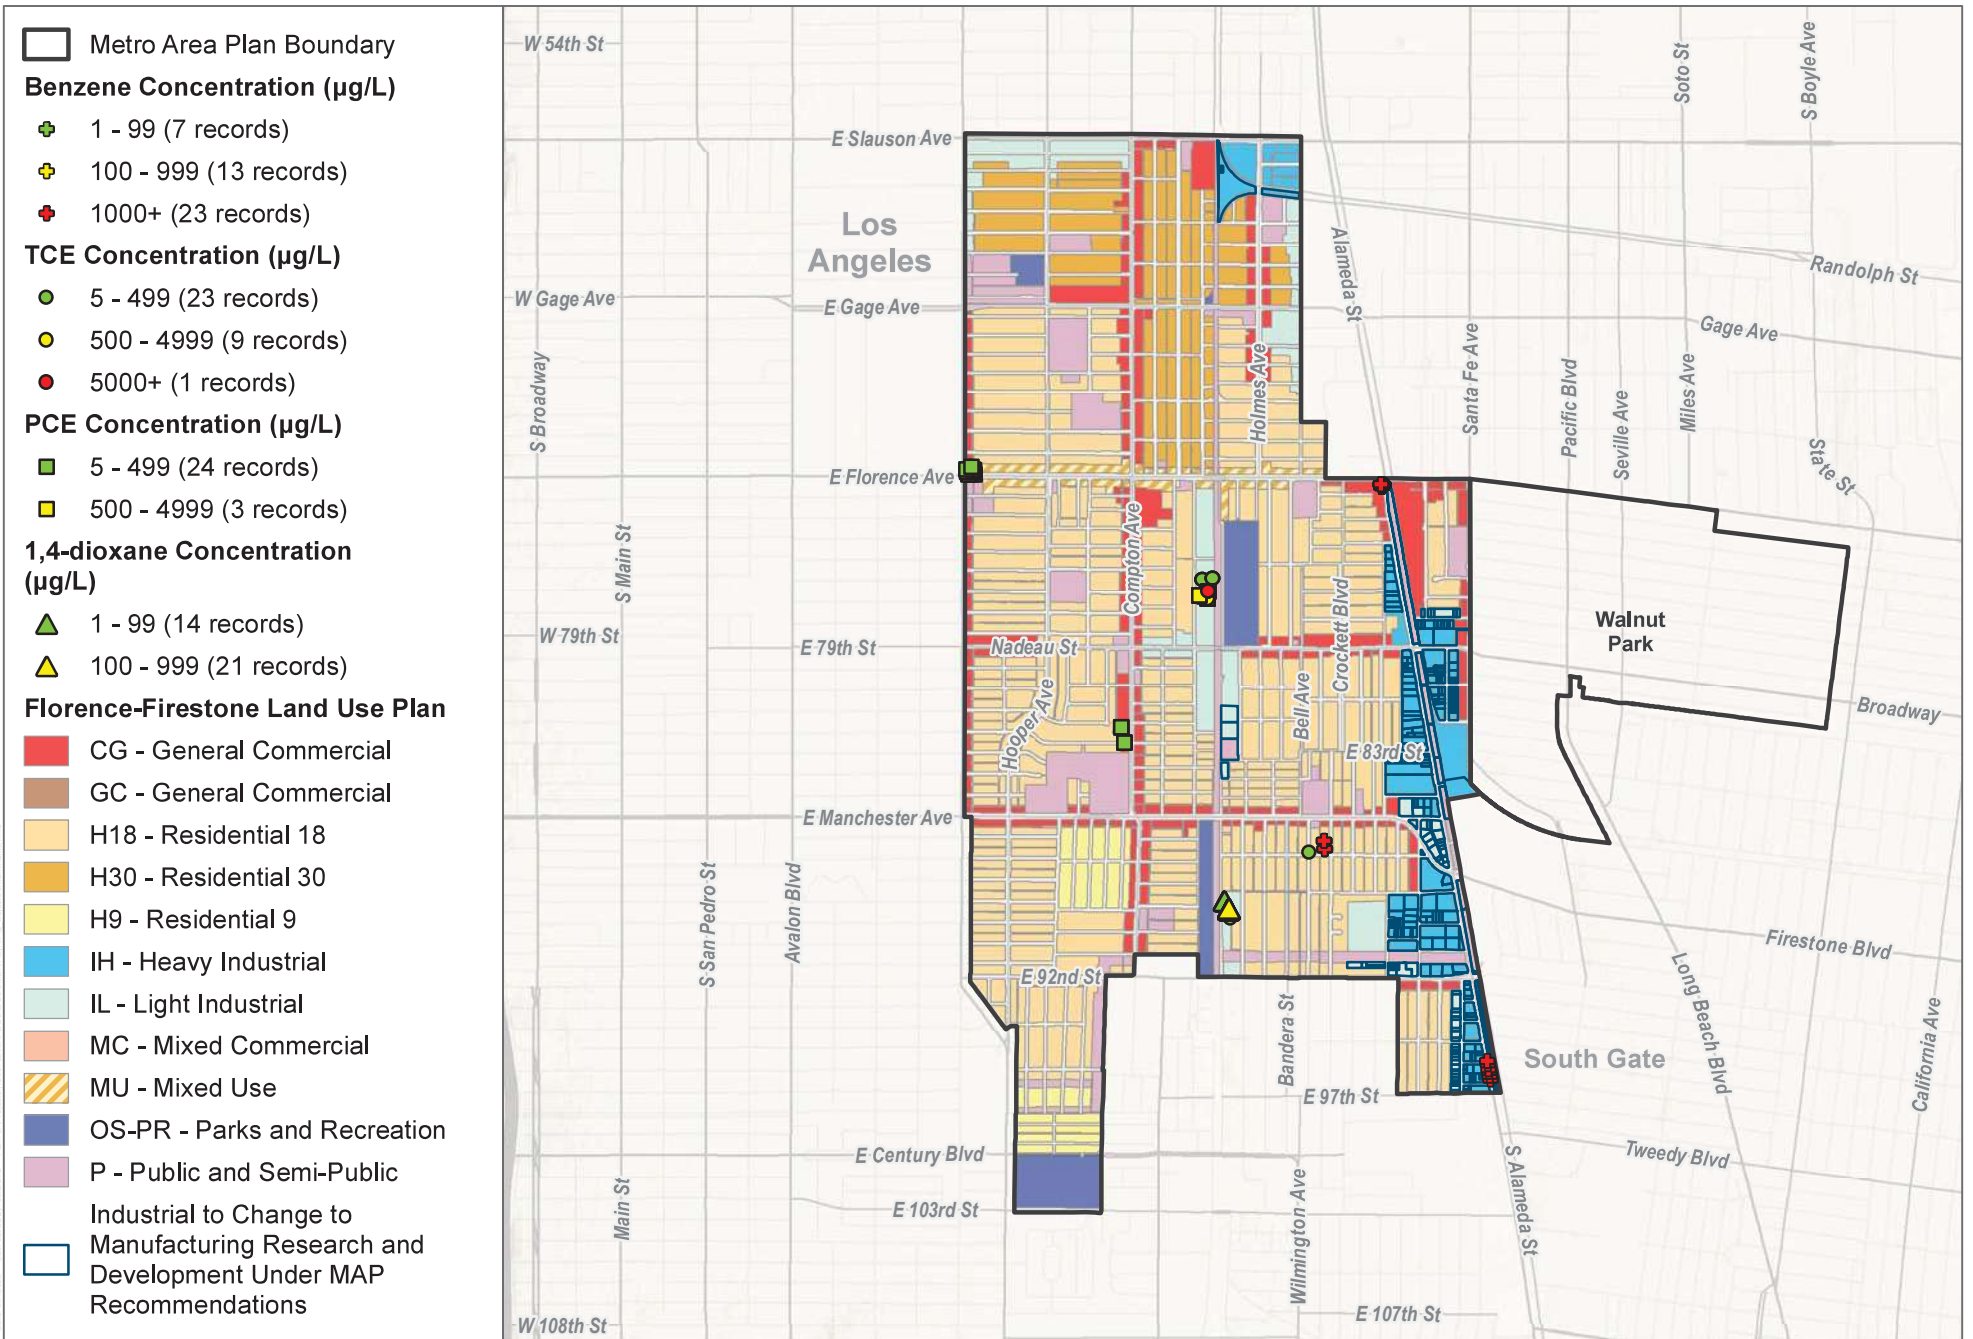 Metro Area Plan Boundary
Benzene Concentration (µg/L)
1 - 99 (7 records)
100 - 999 (13 records)
1000+ (23 records)
TCE Concentration (µg/L)
5 - 499 (23 records)
500 - 4999 (9 records)
5000+ (1 records)
PCE Concentration (µg/L)
5 - 499 (24 records)
500 - 4999 (3 records)
1,4-dioxane Concentration
(µg/L)
1 - 99 (14 records)
100 - 999 (21 records)
Florence-Firestone Land Use Plan
CG - General Commercial
GC - General Commercial
H18 - Residential 18
H30 - Residential 30
H9 - Residential 9
IH - Heavy Industrial
IL - Light Industrial
MC - Mixed Commercial
MU - Mixed Use
OS-PR - Parks and Recreation
P - Public and Semi-Public
Industrial to Change to
Manufacturing Research and
Development Under MAP
Recommendations
W 54th St
Soto St
S Boyle Ave
E Slauson Ave
Los
Angeles
Alameda St
Randolph St
W Gage Ave
E Gage Ave
Gage Ave
S Broadway
Holmes Ave
Santa Fe Ave
Pacific Blvd
Seville Ave
Miles Ave
State St
E Florence Ave
S Main St
Compton Ave
Crockett Blvd
Walnut
Park
W 79th St
E 79th St
Nadeau St
Hooper Ave
Bell Ave
E 83rd St
Broadway
E Manchester Ave
S San Pedro St
Avalon Blvd
Firestone Blvd
Long Beach Blvd
California Ave
E 92nd St
Bandera St
South Gate
E 97th St
E Century Blvd
Tweedy Blvd
S Alameda St
Main St
E 103rd St
Wilmington Ave
E 107th St
W 108th St